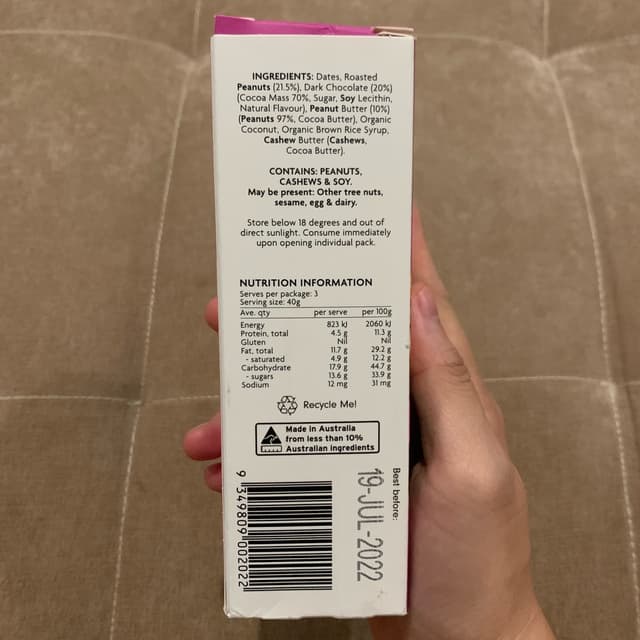 INGREDIENTS: Dates, Roasted
Peanuts (21.5%), Dark Chocolate (20%)
(Cocoa Mass 70%, Sugar, Soy Lecithin,
Natural Flavour), Peanut Butter (10%)
(Peanuts 97%, Cocoa Butter), Organic
Coconut, Organic Brown Rice Syrup,
Cashew Butter (Cashews,
Cocoa Butter).
CONTAINS: PEANUTS,
CASHEWS & SOY.
May be present: Other tree nuts,
sesame, egg & dairy.
Store below 18 degrees and out of
direct sunlight. Consume immediately
upon opening individual pack.
NUTRITION INFORMATION
Serves per package: 3
Serving size: 40g
Ave. qty per serve per 100g
Energy 823 kJ 2060 kJ
Protein, total 4.5 g 11.3 g
Gluten Nil Nil
Fat, total 11.7 g 29.2 g
- saturated 4.9 g 12.2 g
Carbohydrate 17.9 g 44.7 g
- sugars 13.6 g 33.9 g
Sodium 12 mg 31 mg
Recycle Me!
Made in Australia
from less than 10%
Australian ingredients
Best before:
19-JUL-2022
9 349809 002022